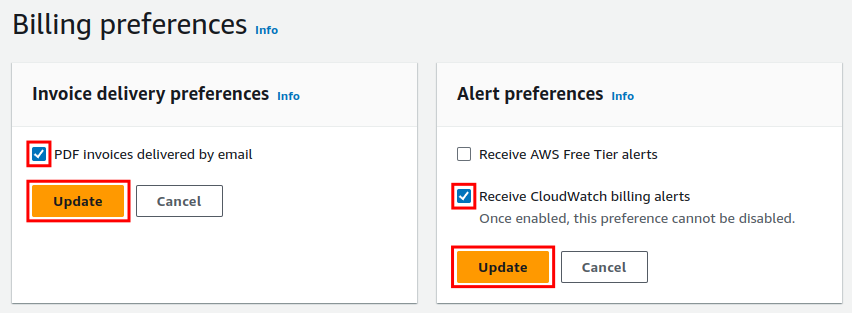 Billing preferences Info
Invoice delivery preferences Info
PDF invoices delivered by email
Update Cancel
Alert preferences Info
Receive AWS Free Tier alerts
Receive CloudWatch billing alerts
Once enabled, this preference cannot be disabled.
Update Cancel